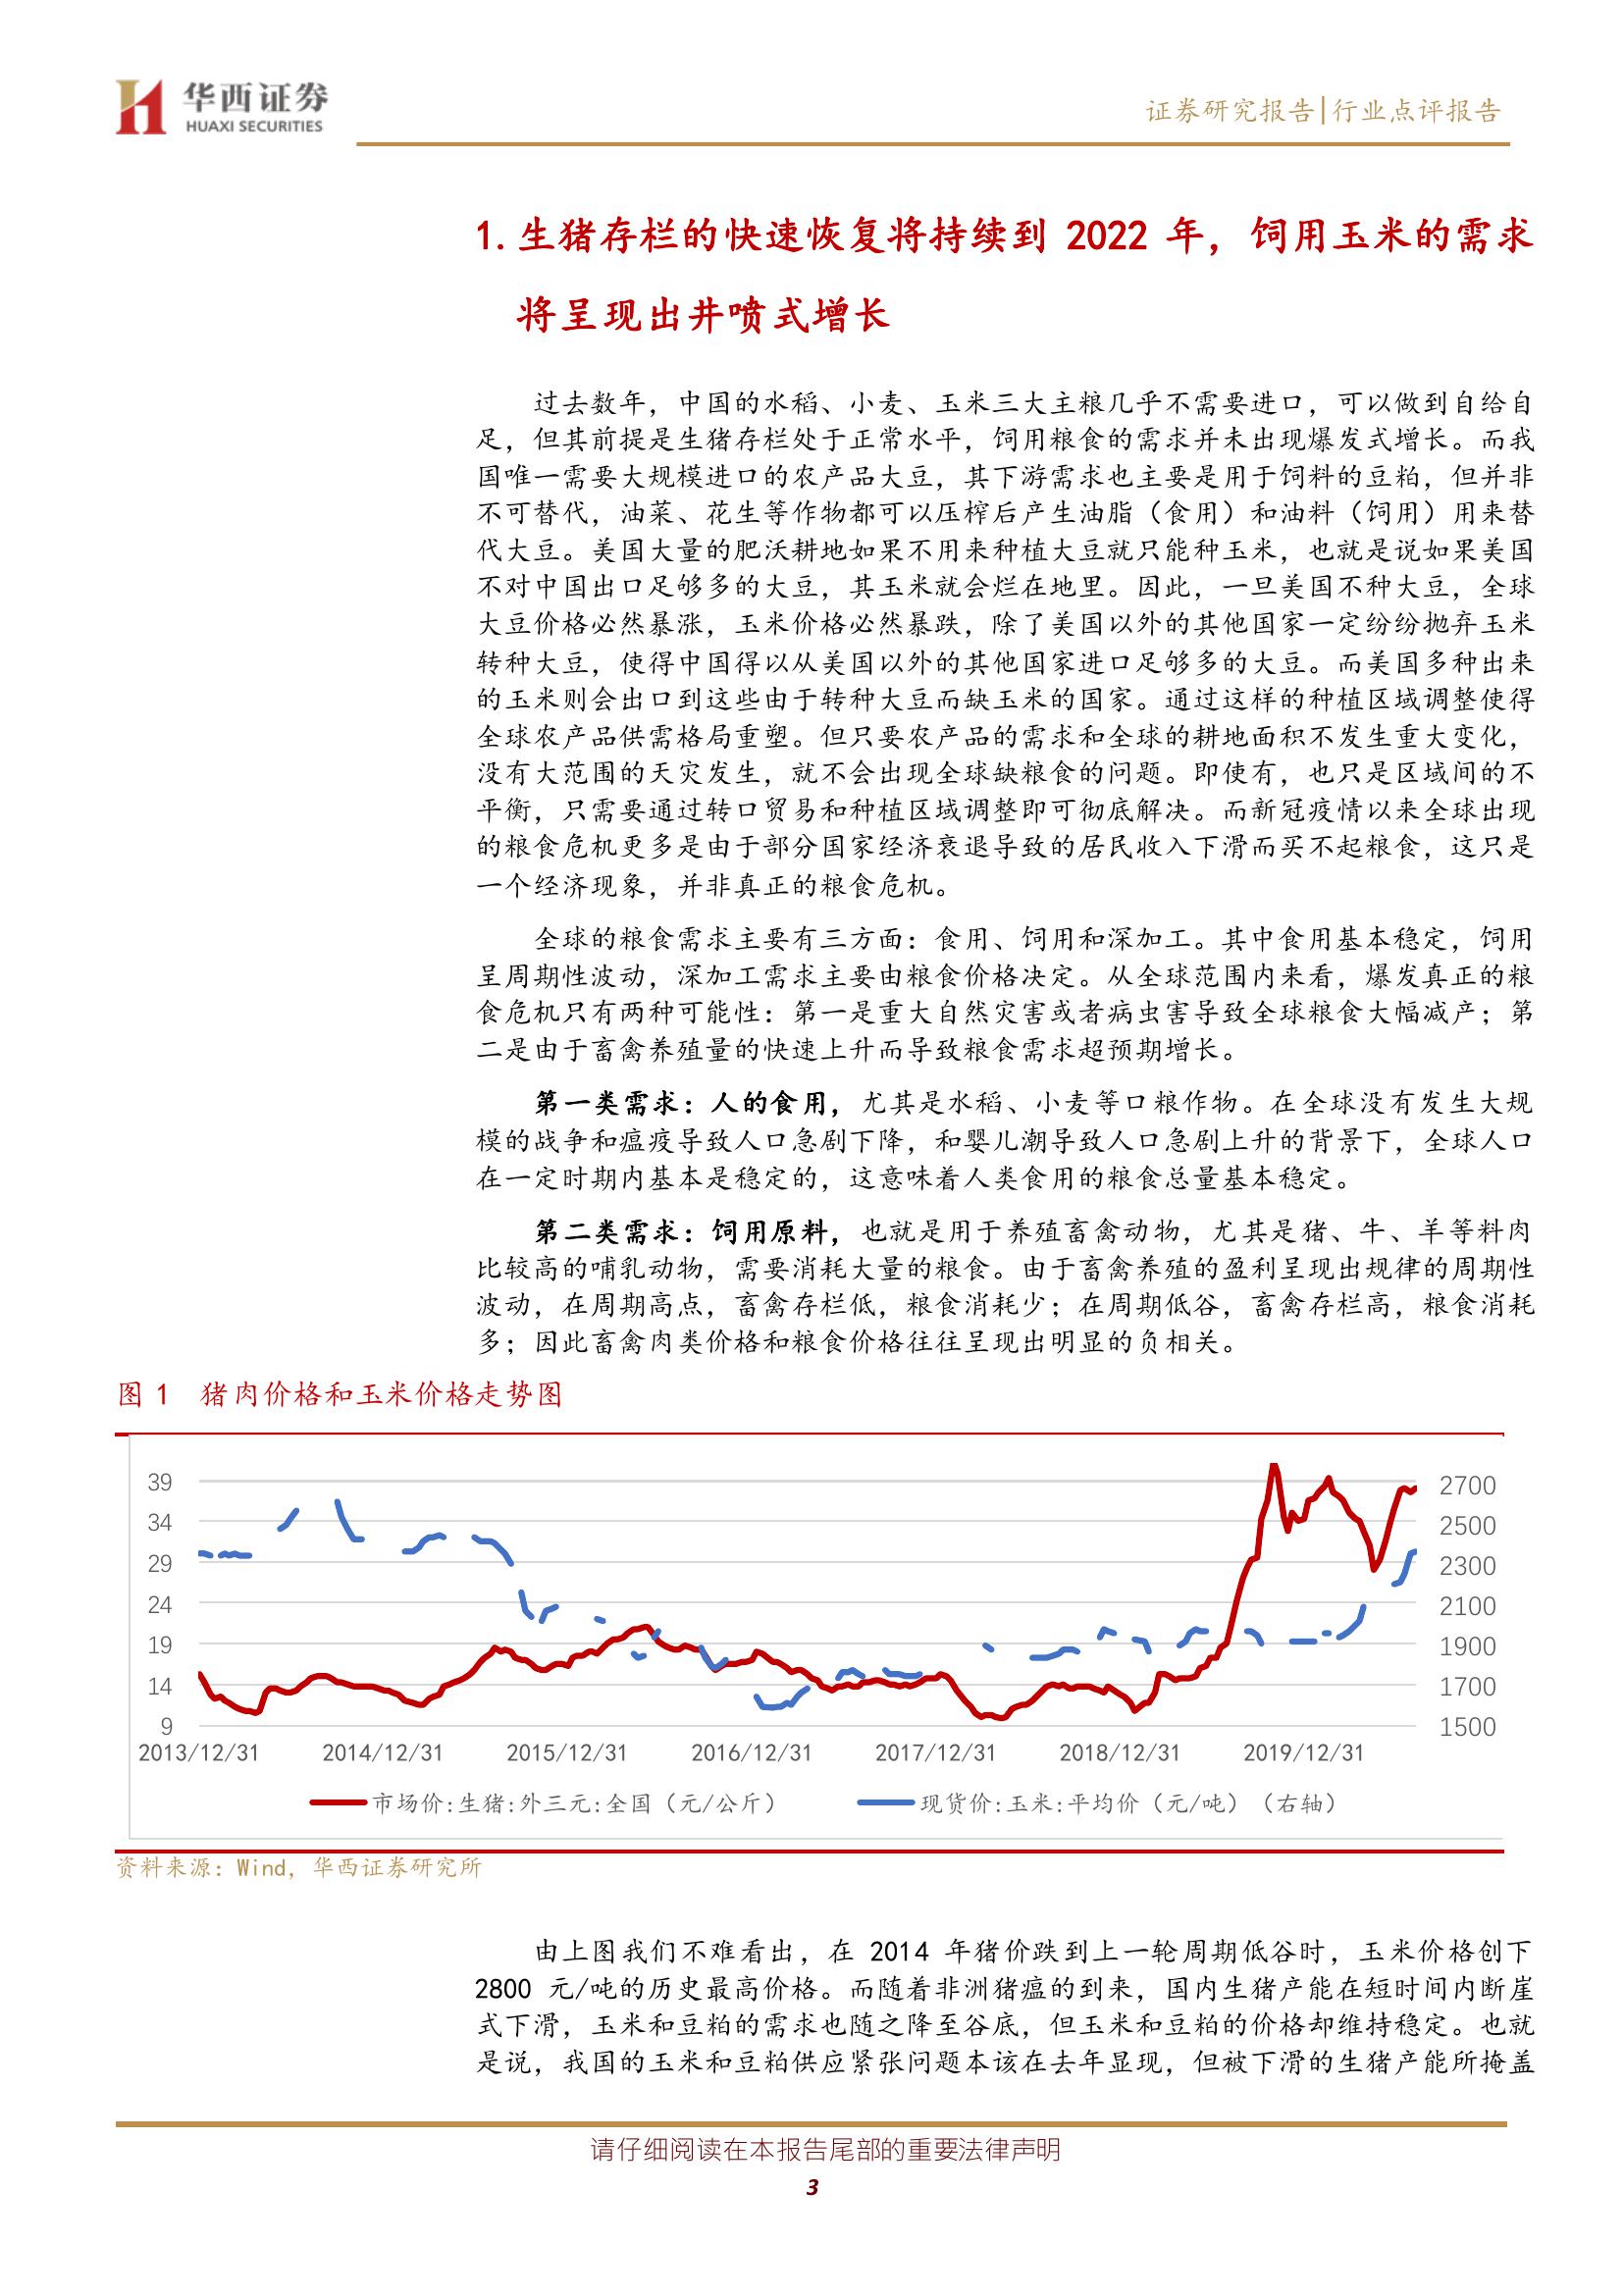 华西证券
HUAXI SECURITIES
证券研究报告|行业点评报告
1. 生猪存栏的快速恢复将持续到 2022 年，饲用玉米的需求
将呈现出井喷式增长
过去数年，中国的水稻、小麦、玉米三大主粮几乎不需要进口，可以做到自给自
足，但其前提是生猪存栏处于正常水平，饲用粮食的需求并未出现爆发式增长。而我
国唯一需要大规模进口的农产品大豆，其下游需求也主要是用于饲料的豆粕，但并非
不可替代，油菜、花生等作物都可以压榨后产生油脂（食用）和油料（饲用）用来替
代大豆。美国大量的肥沃耕地如果不用来种植大豆就只能种玉米，也就是说如果美国
不对中国出口足够多的大豆，其玉米就会烂在地里。因此，一旦美国不种大豆，全球
大豆价格必然暴涨，玉米价格必然暴跌，除了美国以外的其他国家一定纷纷抛弃玉米
转种大豆，使得中国得以从美国以外的其他国家进口足够多的大豆。而美国多种出来
的玉米则会出口到这些由于转种大豆而缺玉米的国家。通过这样的种植区域调整使得
全球农产品供需格局重塑。但只要农产品的需求和全球的耕地面积不发生重大变化，
没有大范围的天灾发生，就不会出现全球缺粮食的问题。即使有，也只是区域间的不
平衡，只需要通过转口贸易和种植区域调整即可彻底解决。而新冠疫情以来全球出现
的粮食危机更多是由于部分国家经济衰退导致的居民收入下滑而买不起粮食，这只是
一个经济现象，并非真正的粮食危机。
全球的粮食需求主要有三方面：食用、饲用和深加工。其中食用基本稳定，饲用
呈周期性波动，深加工需求主要由粮食价格决定。从全球范围内来看，爆发真正的粮
食危机只有两种可能性：第一是重大自然灾害或者病虫害导致全球粮食大幅减产；第
二是由于畜禽养殖量的快速上升而导致粮食需求超预期增长。
第一类需求：人的食用，尤其是水稻、小麦等口粮作物。在全球没有发生大规
模的战争和瘟疫导致人口急剧下降，和婴儿潮导致人口急剧上升的背景下，全球人口
在一定时期内基本是稳定的，这意味着人类食用的粮食总量基本稳定。
第二类需求：饲用原料，也就是用于养殖畜禽动物，尤其是猪、牛、羊等料肉
比较高的哺乳动物，需要消耗大量的粮食。由于畜禽养殖的盈利呈现出规律的周期性
波动，在周期高点，畜禽存栏低，粮食消耗少；在周期低谷，畜禽存栏高，粮食消耗
多；因此畜禽肉类价格和粮食价格往往呈现出明显的负相关。
图 1 猪肉价格和玉米价格走势图
39 2700
34 2500
29 2300
24 2100
19 1900
14 1700
9 1500
2013/12/31 2014/12/31 2015/12/31 2016/12/31 2017/12/31 2018/12/31 2019/12/31
市场价:生猪:外三元:全国（元/公斤） 现货价:玉米:平均价（元/吨）（右轴）
资料来源：Wind，华西证券研究所
由上图我们不难看出，在 2014 年猪价跌到上一轮周期低谷时，玉米价格创下
2800 元/吨的历史最高价格。而随着非洲猪瘟的到来，国内生猪产能在短时间内断崖
式下滑，玉米和豆粕的需求也随之降至谷底，但玉米和豆粕的价格却维持稳定。也就
是说，我国的玉米和豆粕供应紧张问题本该在去年显现，但被下滑的生猪产能所掩盖
请仔细阅读在本报告尾部的重要法律声明
3